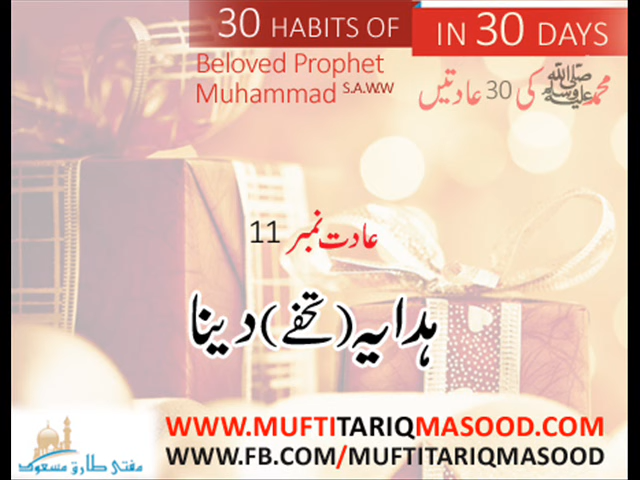 30 HABITS OF IN 30 DAYS
Beloved Prophet
Muhammad S.A.W.W
محمد ﷺ کی 30 عادتیں
عادت نمبر 11
ہدایہ (تحفے) دینا
WWW.MUFTITARIQMASOOD.COM
WWW.FB.COM/MUFTITARIQMASOOD
مفتی طارق مسعود